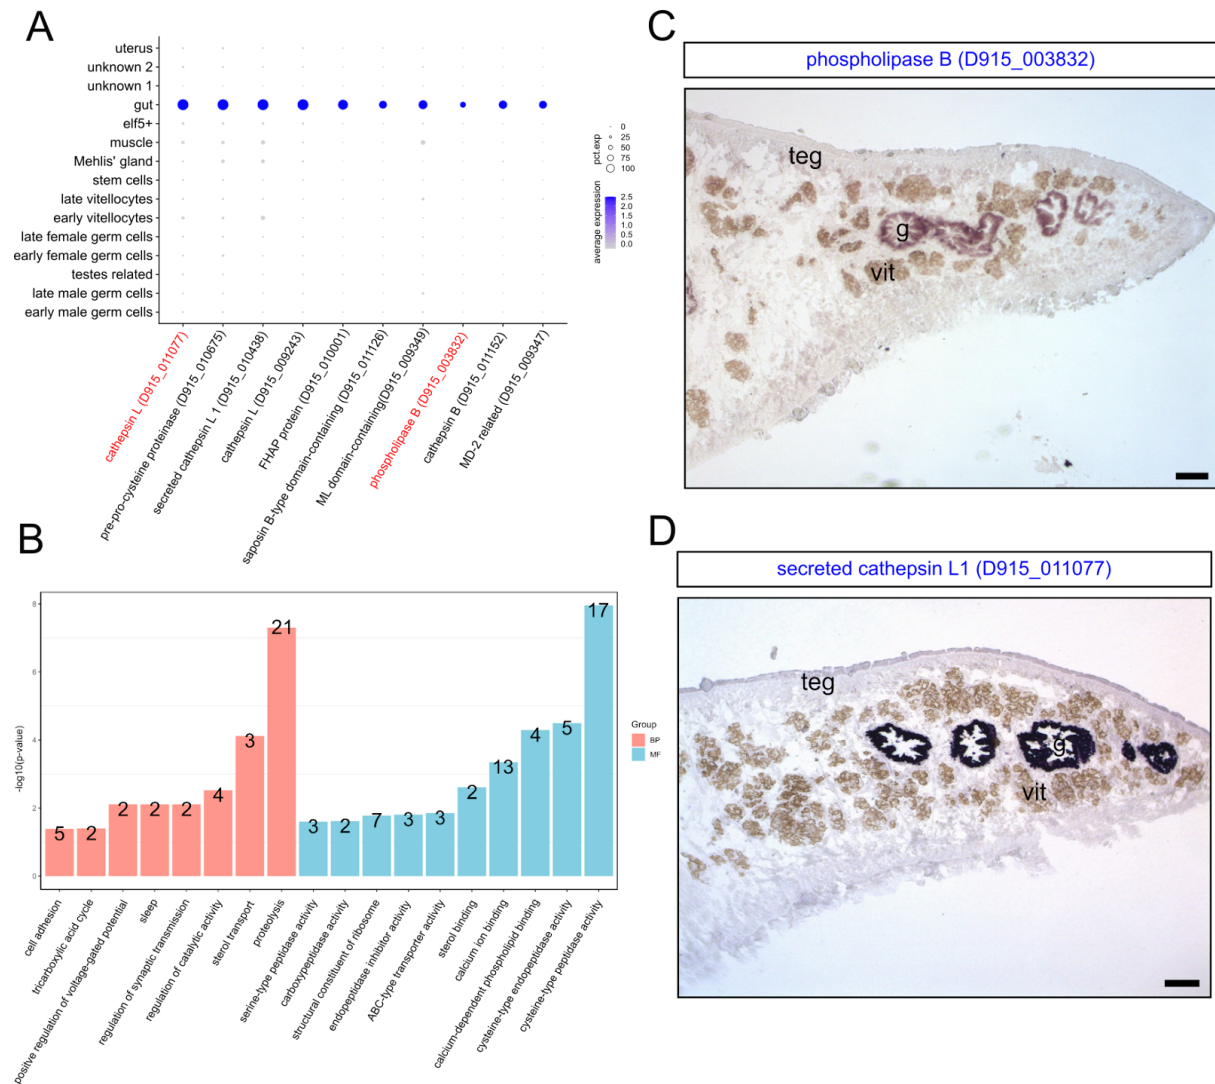 A
uterus
unknown 2
unknown 1
gut
elf5+
muscle
Mehlis' gland
stem cells
late vitellocytes
early vitellocytes
late female germ cells
early female germ cells
testes related
late male germ cells
early male germ cells
pct.exp
0
25
50
75
100
average expression
2.5
2.0
1.5
1.0
0.5
0.0
cathepsin L (D915_011077)
pre-pro-cysteine proteinase (D915_010675)
secreted cathepsin L 1 (D915_010438)
cathepsin L (D915_009243)
FHAP protein (D915_010001)
saposin B-type domain-containing (D915_011126)
ML domain-containing(D915_009349)
phospholipase B (D915_003832)
cathepsin B (D915_011152)
MD-2 related (D915_009347)
B
-log10(p-value)
8
6
4
2
0
5
2
2
2
2
4
3
21
3
2
7
3
3
2
13
4
5
17
Group
BP
MF
cell adhesion
tricarboxylic acid cycle
positve regulation of voltage-gated potential
sleep
regulation of synaptic transmission
regulation of catalytic activity
sterol transport
proteolysis
serine-type peptidase activity
carboxypeptidase activity
structural constituent of ribosome
endopeptidase inhibitor activity
ABC-type transporter activity
sterol binding
calcium ion binding
calcium-dependent phospholipid binding
cysteine-type endopeptidase activity
cysteine-type peptidase activity
C
phospholipase B (D915_003832)
teg
g
vit
D
secreted cathepsin L1 (D915_011077)
teg
g
vit